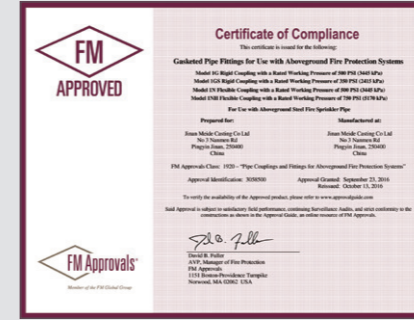 FM
APPROVED
Certificate of Compliance
This certificate is issued for the following:
Gasketed Pipe Fittings for Use with Aboveground Fire Protection Systems
Model 1G Rigid Coupling with a Rated Working Pressure of 500 PSI (3445 kPa)
Model 1GS Rigid Coupling with a Rated Working Pressure of 350 PSI (2415 kPa)
Model 1N Flexible Coupling with a Rated Working Pressure of 500 PSI (3445 kPa)
Model 1NH Flexible Coupling with a Rated Working Pressure of 750 PSI (5170 kPa)
For Use with Aboveground Steel Fire Sprinkler Pipe
Prepared for: Manufactured at:
Jinan Meide Casting Co Ltd Jinan Meide Casting Co Ltd
No 3 Nanmen Rd No 3 Nanmen Rd
Pingyin Jinan, 250400 Pingyin Jinan, 250400
China China
FM Approvals Class: 1920 – "Pipe Couplings and Fittings for Aboveground Fire Protection Systems"
Approval Identification: 3058500 Approval Granted: September 23, 2016
Reissued: October 13, 2016
To verify the availability of the Approved product, please refer to www.approvalguide.com
Said Approval is subject to satisfactory field performance, continuing Surveillance Audits, and strict conformity to the
constructions as shown in the Approval Guide, an online resource of FM Approvals.
David B. Fuller
AVP, Manager of Fire Protection
FM Approvals
1151 Boston-Providence Turnpike
Norwood, MA 02062 USA
FM Approvals
Member of the FM Global Group